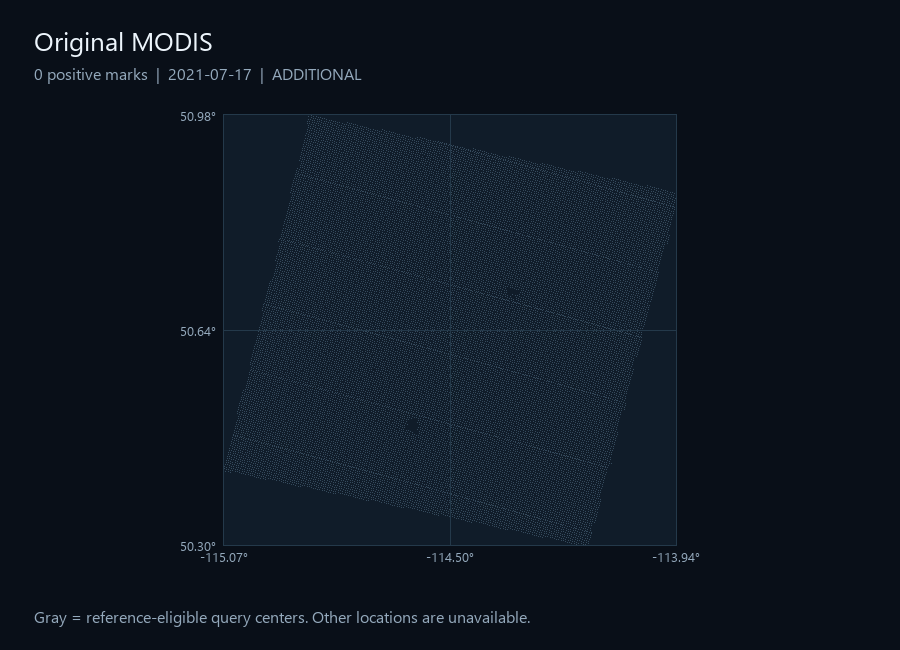 Original MODIS
0 positive marks | 2021-07-17 | ADDITIONAL
50.98°
50.64°
50.30°
-115.07° -114.50° -113.94°
Gray = reference-eligible query centers. Other locations are unavailable.